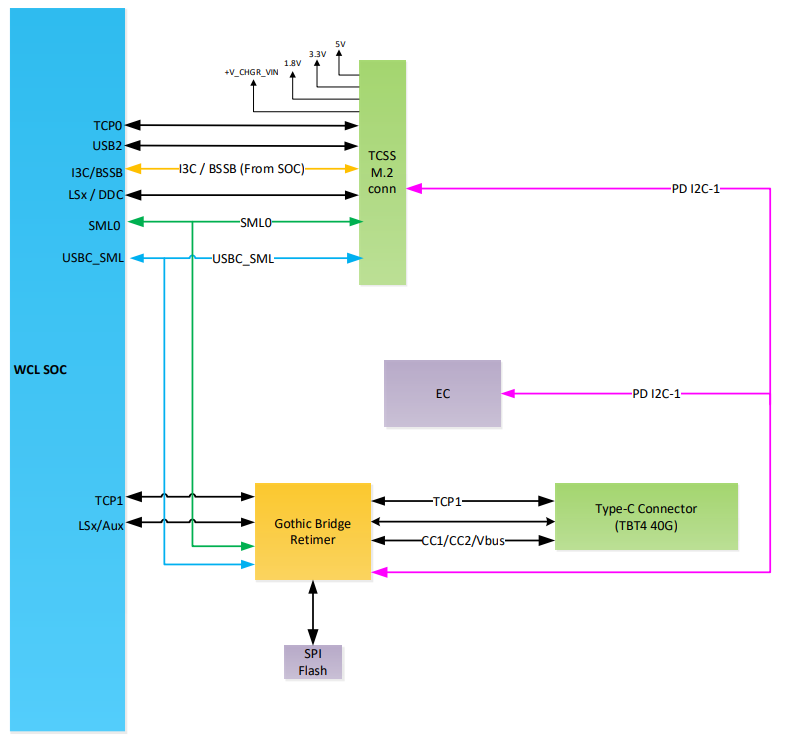 5V
3.3V
1.8V
+V_CHGR_VIN
TCP0
USB2
I3C/BSSB
I3C / BSSB (From SOC)
LSx / DDC
SML0
SML0
USBC_SML
USBC_SML
TCSS
M.2
conn
PD I2C-1
WCL SOC
EC
PD I2C-1
TCP1
LSx/Aux
Gothic Bridge
Retimer
TCP1
CC1/CC2/Vbus
Type-C Connector
(TBT4 40G)
SPI
Flash